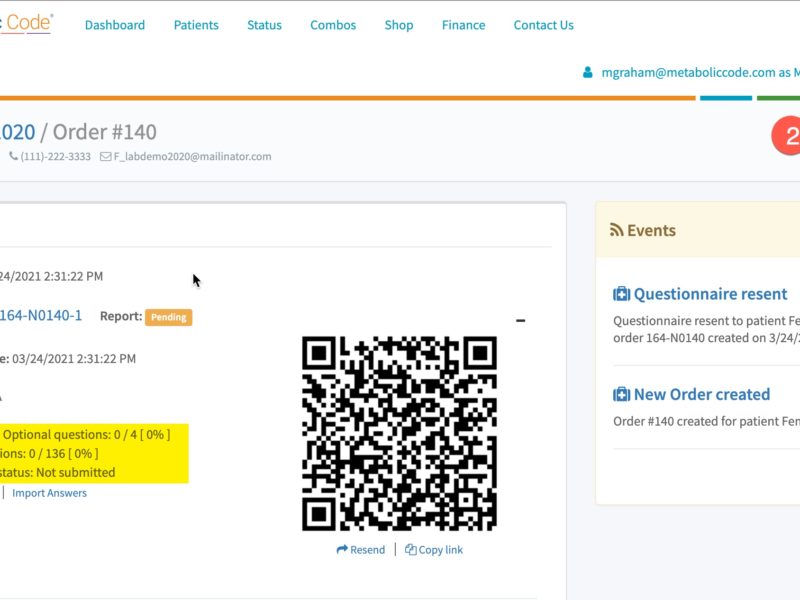 Code®
Dashboard Patients Status Combos Shop Finance Contact Us
mgraham@metaboliccode.com as M
020 / Order #140
(111)-222-3333 F_labdemo2020@mailinator.com
2
Events
24/2021 2:31:22 PM
Questionnaire resent
164-N0140-1 Report: Pending
Questionnaire resent to patient Fe
order 164-N0140 created on 3/24/2
e: 03/24/2021 2:31:22 PM
New Order created
Order #140 created for patient Fem
Optional questions: 0 / 4 [ 0% ]
ions: 0 / 136 [ 0% ]
status: Not submitted
| Import Answers
Resend | Copy link